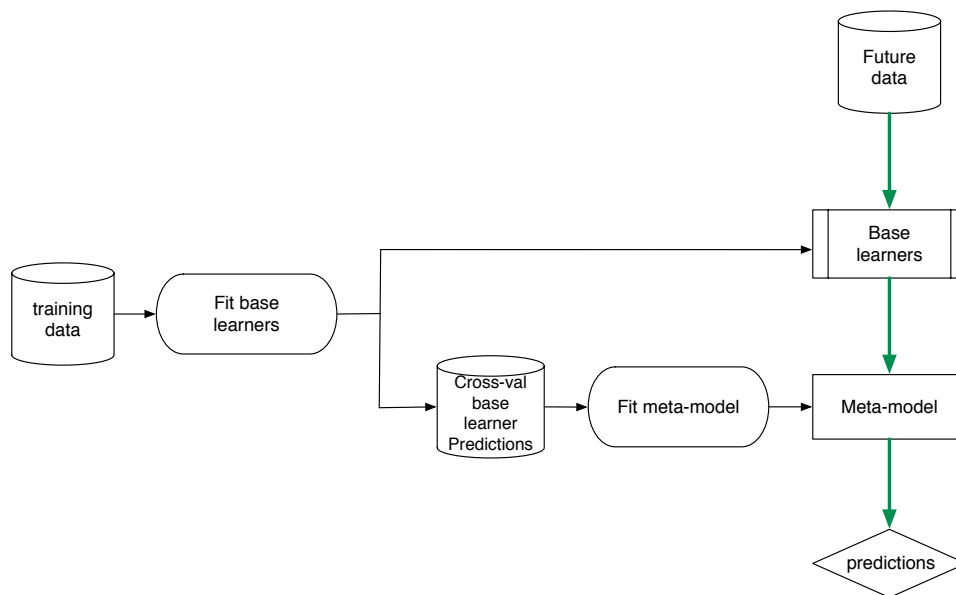 Future
data
Base
learners
training
data
Fit base
learners
Cross-val
base
learner
Predictions
Fit meta-model
Meta-model
predictions